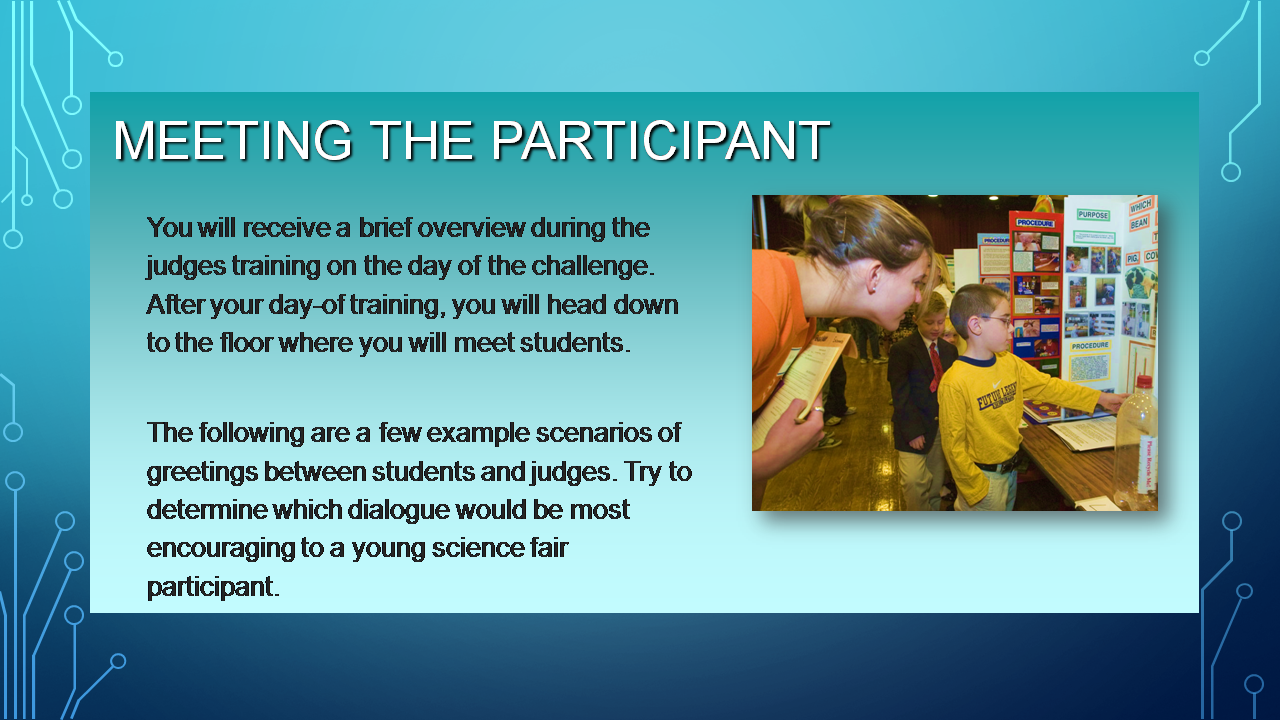 MEETING THE PARTICIPANT
You will receive a brief overview during the
judges training on the day of the challenge.
After your day-of training, you will head down
to the floor where you will meet students.
The following are a few example scenarios of
greetings between students and judges. Try to
determine which dialogue would be most
encouraging to a young science fair
participant.
PROCEDURE
PURPOSE
WHICH
BEAN
PIG
PROCEDURE